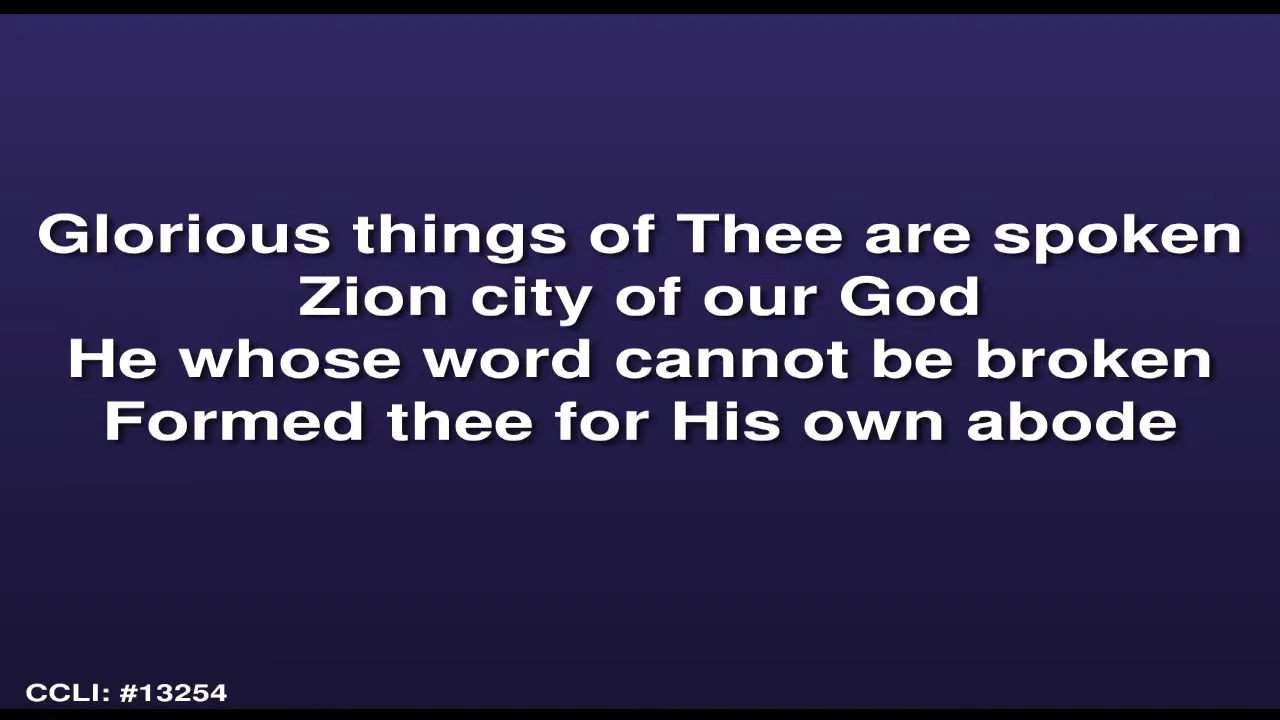 Glorious things of Thee are spoken
Zion city of our God
He whose word cannot be broken
Formed thee for His own abode
CCLI: #13254